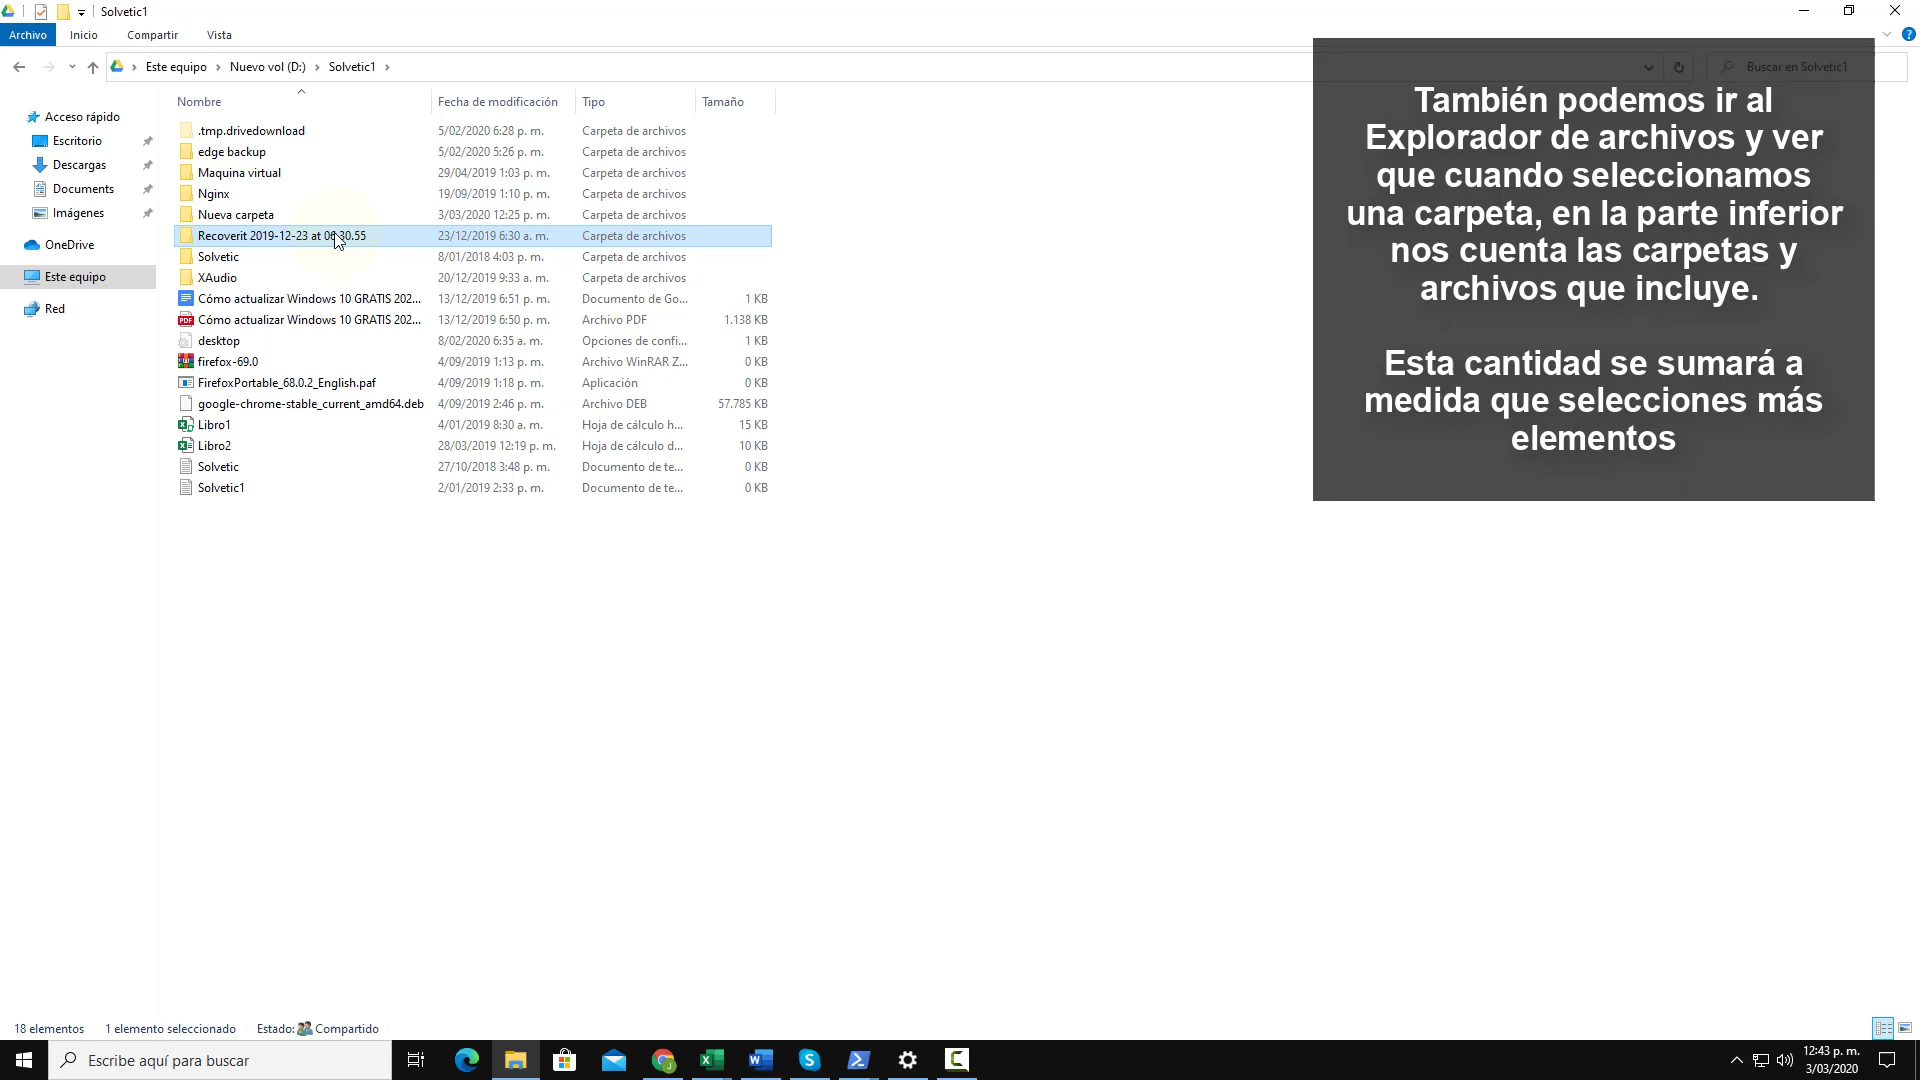 Solvetic1
Archivo Inicio Compartir Vista
Este equipo Nuevo vol (D:) Solvetic1
Buscar en Solvetic1
Nombre Fecha de modificación Tipo Tamaño
.tmp.drivedownload 5/02/2020 6:28 p. m. Carpeta de archivos
edge backup 5/02/2020 5:26 p. m. Carpeta de archivos
Maquina virtual 29/04/2019 1:03 p. m. Carpeta de archivos
Nginx 19/09/2019 1:10 p. m. Carpeta de archivos
Nueva carpeta 3/03/2020 12:25 p. m. Carpeta de archivos
Recoverit 2019-12-23 at 06.30.55 23/12/2019 6:30 a. m. Carpeta de archivos
Solvetic 8/01/2018 4:03 p. m. Carpeta de archivos
XAudio 20/12/2019 9:33 a. m. Carpeta de archivos
Cómo actualizar Windows 10 GRATIS 202... 13/12/2019 6:51 p. m. Documento de Go... 1 KB
PDF Cómo actualizar Windows 10 GRATIS 202... 13/12/2019 6:50 p. m. Archivo PDF 1.138 KB
desktop 8/02/2020 6:35 a. m. Opciones de confi... 1 KB
firefox-69.0 4/09/2019 1:13 p. m. Archivo WinRAR Z... 0 KB
FirefoxPortable_68.0.2_English.paf 4/09/2019 1:18 p. m. Aplicación 0 KB
google-chrome-stable_current_amd64.deb 4/09/2019 2:46 p. m. Archivo DEB 57.785 KB
Libro1 4/01/2019 8:30 a. m. Hoja de cálculo h... 15 KB
Libro2 28/03/2019 12:19 p. m. Hoja de cálculo d... 10 KB
Solvetic 27/10/2018 3:48 p. m. Documento de te... 0 KB
Solvetic1 2/01/2019 2:33 p. m. Documento de te... 0 KB
Acceso rápido
Escritorio
Descargas
Documents
Imágenes
OneDrive
Este equipo
Red
También podemos ir al
Explorador de archivos y ver
que cuando seleccionamos
una carpeta, en la parte inferior
nos cuenta las carpetas y
archivos que incluye.
Esta cantidad se sumará a
medida que selecciones más
elementos
18 elementos 1 elemento seleccionado Estado: Compartido
Escribe aquí para buscar
12:43 p. m.
3/03/2020